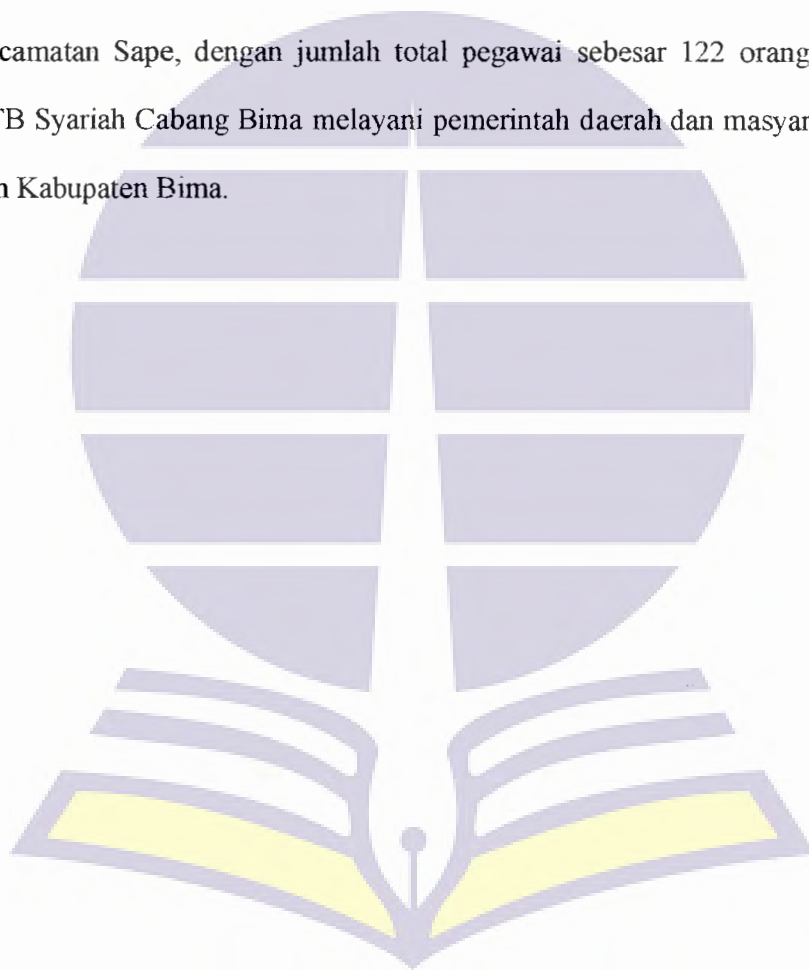 camatan Sape, dengan jumlah total pegawai sebesar 122 orang
TB Syariah Cabang Bima melayani pemerintah daerah dan masyar
n Kabupaten Bima.